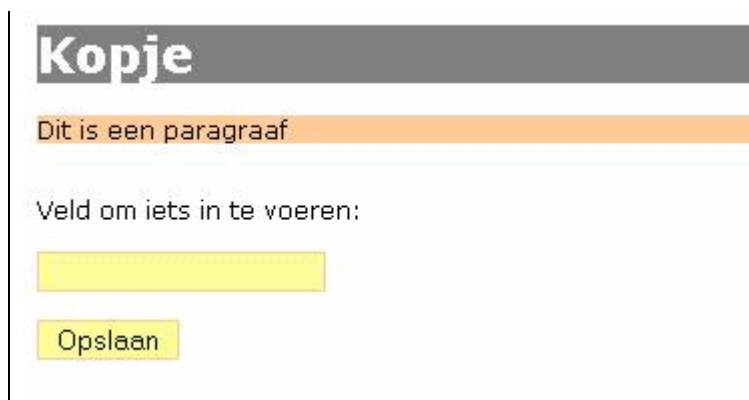 Kopje
Dit is een paragraaf
Veld om iets in te voeren:
Opslaan